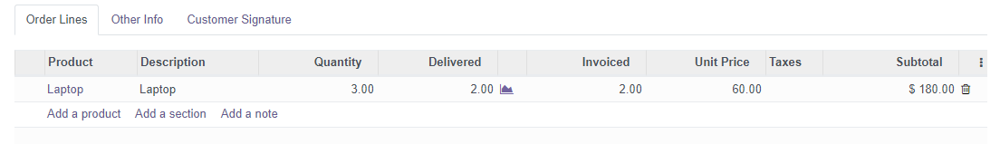 Order Lines Other Info Customer Signature
Product Description Quantity Delivered Invoiced Unit Price Taxes Subtotal
Laptop Laptop 3.00 2.00 2.00 60.00 $ 180.00
Add a product Add a section Add a note